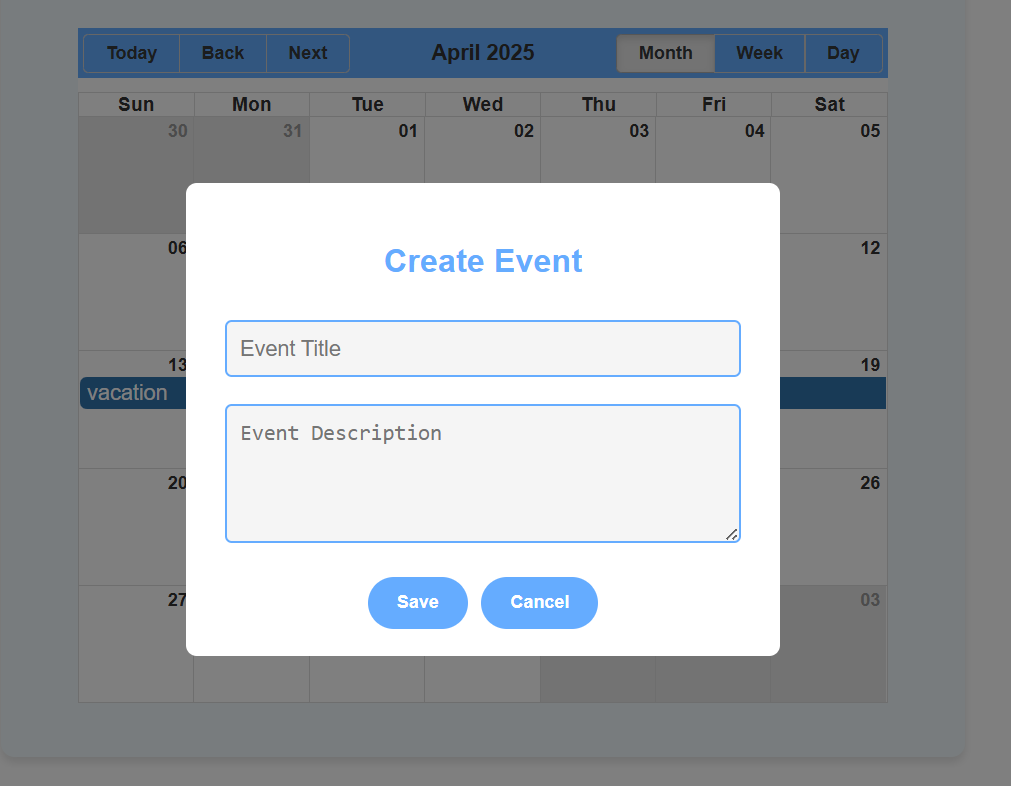 Today Back Next April 2025 Month Week Day
Sun Mon Tue Wed Thu Fri Sat
30 31 01 02 03 04 05
06 12
Create Event
Event Title
13 19
vacation
Event Description
20 26
Save Cancel
27 03